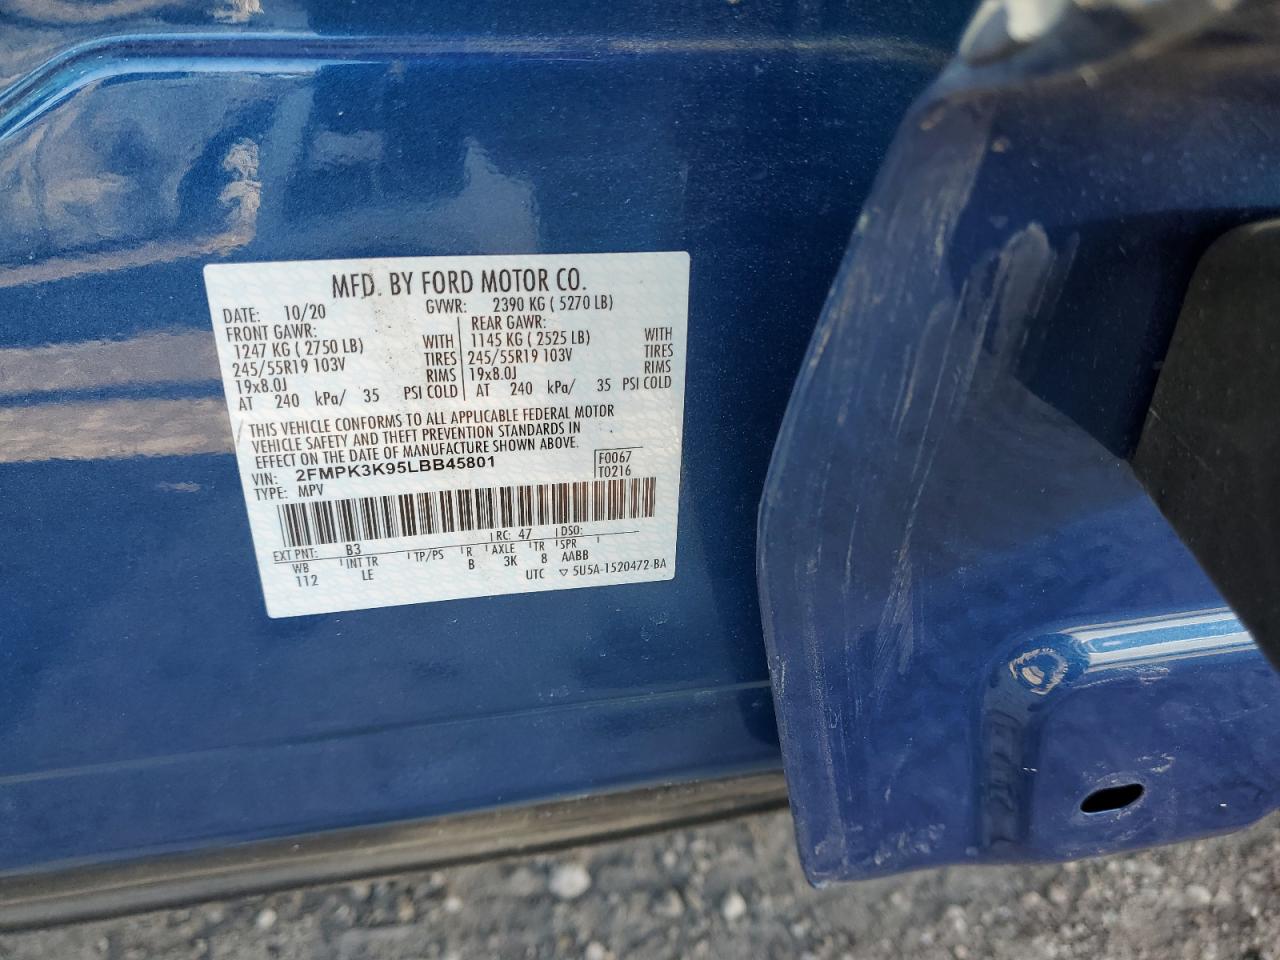 MFD. BY FORD MOTOR CO.
DATE: 10/20 GVWR: 2390 KG ( 5270 LB)
FRONT GAWR: REAR GAWR:
1247 KG ( 2750 LB) WITH 1145 KG ( 2525 LB) WITH
245/55R19 103V TIRES 245/55R19 103V TIRES
19x8.0J RIMS 19x8.0J RIMS
AT 240 kPa/ 35 PSI COLD AT 240 kPa/ 35 PSI COLD
THIS VEHICLE CONFORMS TO ALL APPLICABLE FEDERAL MOTOR
VEHICLE SAFETY AND THEFT PREVENTION STANDARDS IN
EFFECT ON THE DATE OF MANUFACTURE SHOWN ABOVE.
VIN: 2FMPK3K95LBB45801 F0067
TYPE: MPV T0216
RC: 47 DSO:
EXT PNT: B3
WB INT TR TP/PS R AXLE TR SPR
112 LE B 3K 8 AABB
UTC ▽ 5U5A-1520472-BA